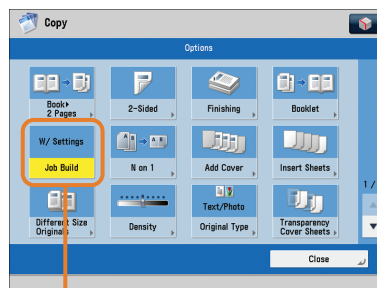 Copy
Options
Book▸
2 Pages
2-Sided
Finishing
Booklet
W/ Settings
Job Build
N on 1
Add Cover
Insert Sheets
Different Size
Originals
Density
Text/Photo
Original Type
Transparency
Cover Sheets
1 /
Close